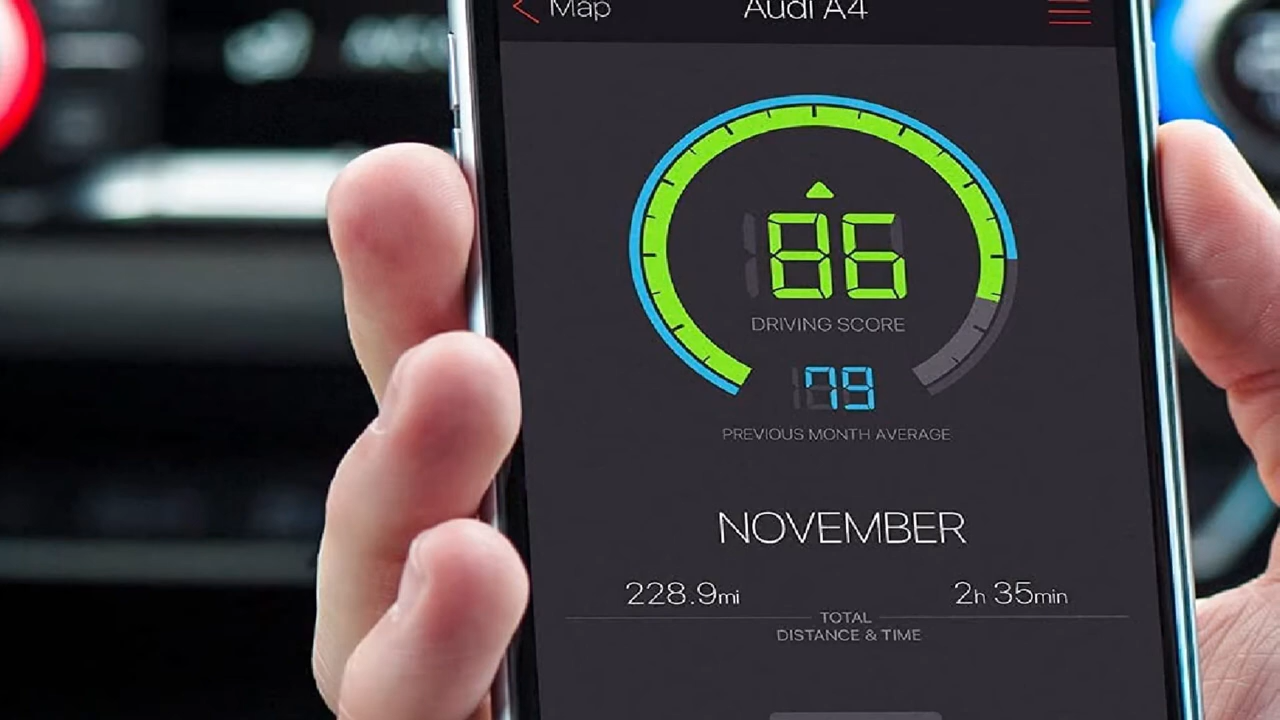 Map Audi A4
86
DRIVING SCORE
79
PREVIOUS MONTH AVERAGE
NOVEMBER
228.9mi 2h 35min
TOTAL
DISTANCE & TIME